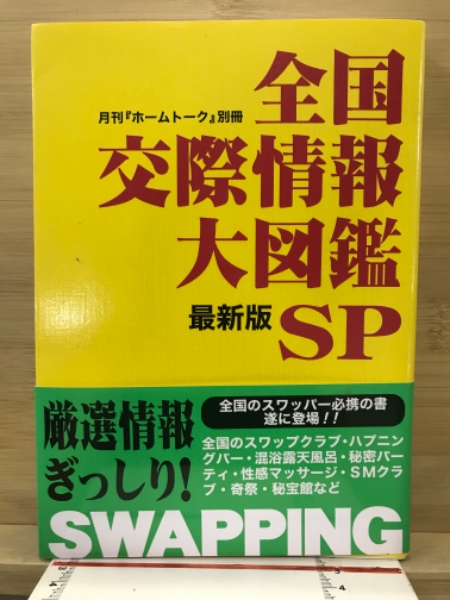 月刊『ホームトーク』別冊
全国
交際情報
大図鑑
最新版 SP
厳選情報
ぎっしり!
全国のスワッパー必携の書
遂に登場!!
全国のスワップクラブ・ハプニン
グバー・混浴露天風呂・秘密パー
ティ・性感マッサージ・SMクラ
ブ・奇祭・秘宝館など
SWAPPING
3
4